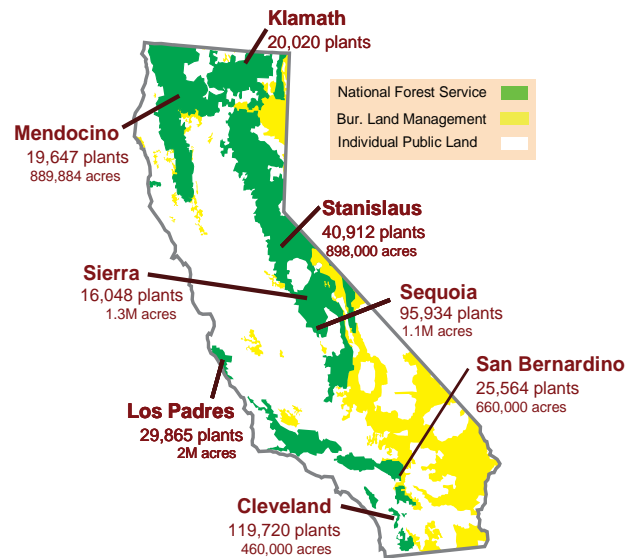 Klamath
20,020 plants
National Forest Service
Bur. Land Management
Individual Public Land
Mendocino
19,647 plants
889,884 acres
Stanislaus
40,912 plants
898,000 acres
Sierra
16,048 plants
1.3M acres
Sequoia
95,934 plants
1.1M acres
San Bernardino
25,564 plants
660,000 acres
Los Padres
29,865 plants
2M acres
Cleveland
119,720 plants
460,000 acres